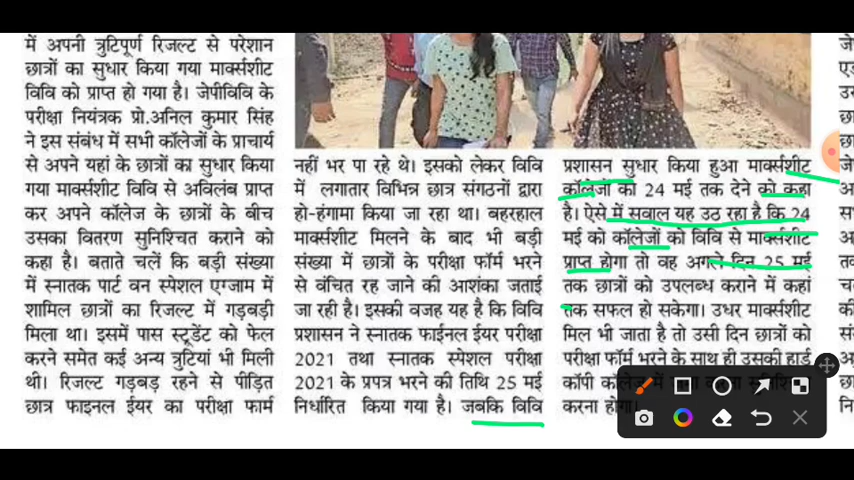 में अपनी त्रुटिपूर्ण रिजल्ट से परेशान
छात्रों का सुधार किया गया मार्क्सशीट
विवि को प्राप्त हो गया है। जेपीविवि के
परीक्षा नियंत्रक प्रो.अनिल कुमार सिंह
ने इस संबंध में सभी कॉलेजों के प्राचार्य
से अपने यहां के छात्रों का सुधार किया
गया मार्क्सशीट विवि से अविलंब प्राप्त
कर अपने कॉलेज के छात्रों के बीच
उसका वितरण सुनिश्चित कराने को
कहा है। बताते चलें कि बड़ी संख्या
में स्नातक पार्ट वन स्पेशल एग्जाम में
शामिल छात्रों का रिजल्ट में गड़बड़ी
मिला था। इसमें पास स्टूडेंट को फेल
करने समेत कई अन्य त्रुटियां भी मिली
थी। रिजल्ट गड़बड़ रहने से पीड़ित
छात्र फाइनल ईयर का परीक्षा फार्म
नहीं भर पा रहे थे। इसको लेकर विवि
में लगातार विभिन्न छात्र संगठनों द्वारा
हो-हंगामा किया जा रहा था। बहरहाल
मार्क्सशीट मिलने के बाद भी बड़ी
संख्या में छात्रों के परीक्षा फॉर्म भरने
से वंचित रह जाने की आशंका जताई
जा रही है। इसकी वजह यह है कि विवि
प्रशासन ने स्नातक फाईनल ईयर परीक्षा
2021 तथा स्नातक स्पेशल परीक्षा
2021 के प्रपत्र भरने की तिथि 25 मई
निर्धारित किया गया है। जबकि विवि
प्रशासन सुधार किया हुआ मार्क्सशीट
कॉलेजों को 24 मई तक देने को कहा
है। ऐसे में सवाल यह उठ रहा है कि 24
मई को कॉलेजों को विवि से मार्क्सशीट
प्राप्त होगा तो वह अगले दिन 25 मई
तक छात्रों को उपलब्ध कराने में कहां
तक सफल हो सकेगा। उधर मार्क्सशीट
मिल भी जाता है तो उसी दिन छात्रों को
परीक्षा फॉर्म भरने के साथ ही उसकी हार्ड
कॉपी
करना होगा।